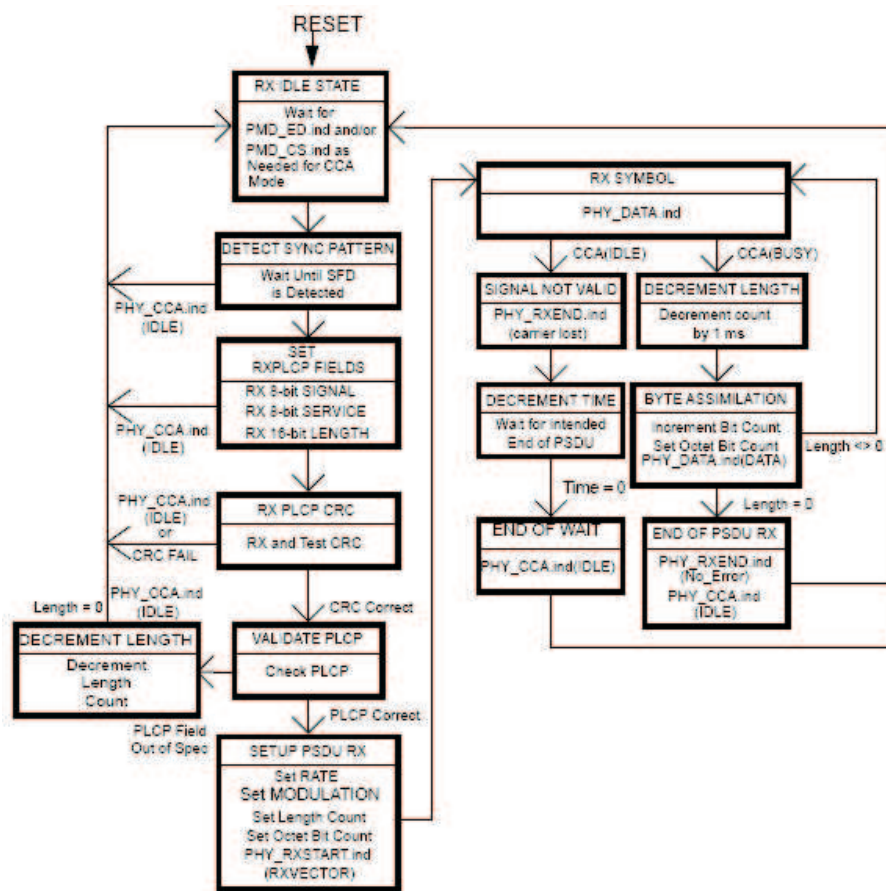 RESET
RX IDLE STATE
Wait for
PMD_ED.ind and/or
PMD_CS.ind as
Needed for CCA
Mode
DETECT SYNC PATTERN
Wait Until SFD
is Detected
PHY_CCA.ind
(IDLE)
SET
RXPLCP FIELDS
RX 8-bit SIGNAL
RX 8-bit SERVICE
RX 16-bit LENGTH
PHY_CCA.ind
(IDLE)
RX PLCP CRC
RX and Test CRC
PHY_CCA.ind
(IDLE)
or
CRC FAIL
CRC Correct
VALIDATE PLCP
Check PLCP
Length = 0
PHY_CCA.ind
(IDLE)
DECREMENT LENGTH
Decrement
Length
Count
PLCP Field
Out of Spec
PLCP Correct
SETUP PSDU RX
Set RATE
Set MODULATION
Set Length Count
Set Octet Bit Count
PHY_RXSTART.ind
(RXVECTOR)
RX SYMBOL
PHY_DATA.ind
CCA(IDLE)
CCA(BUSY)
SIGNAL NOT VALID
PHY_RXEND.ind
(carrier lost)
DECREMENT TIME
Wait for Intended
End of PSDU
Time = 0
END OF WAIT
PHY_CCA.ind(IDLE)
DECREMENT LENGTH
Decrement count
by 1 ms
BYTE ASSIMILATION
Increment Bit Count
Set Octet Bit Count
PHY_DATA.ind(DATA)
Length <> 0
Length = 0
END OF PSDU RX
PHY_RXEND.ind
(No_Error)
PHY_CCA.ind
(IDLE)